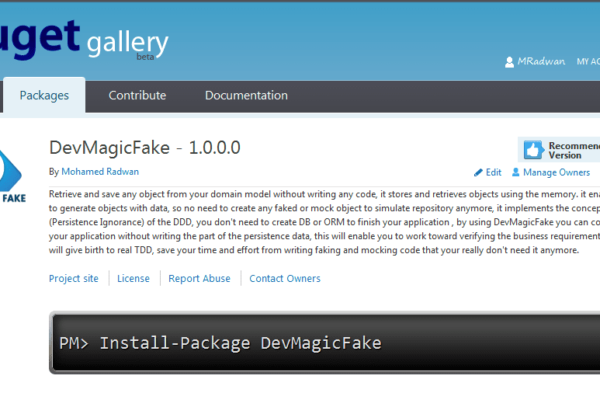 uget gallery
beta
MRadwan MY AC
Packages Contribute Documentation
DevMagicFake - 1.0.0.0
Recommen
Version
By Mohamed Radwan
Edit Manage Owners
FAKE
Retrieve and save any object from your domain model without writing any code, it stores and retrieves objects using the memory. it ena
to generate objects with data, so no need to create any faked or mock object to simulate repository anymore, it implements the concep
(Persistence Ignorance) of the DDD, you don't need to create DB or ORM to finish your application , by using DevMagicFake you can co
your application without writing the part of the persistence data, this will enable you to work toward verifying the business requirement
will give birth to real TDD, save your time and effort from writing faking and mocking code that your really don't need it anymore.
Project site License Report Abuse Contact Owners
PM> Install-Package DevMagicFake